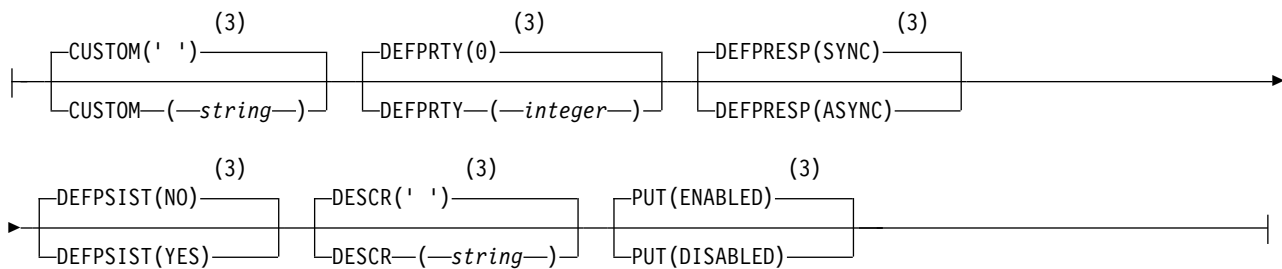 (3) (3) (3)
CUSTOM(' ') DEFPRTY(0) DEFPRESP(SYNC)
CUSTOM ( string ) DEFPRTY ( integer ) DEFPRESP(ASYNC)
(3) (3) (3)
DEFPSIST(NO) DESCR(' ') PUT(ENABLED)
DEFPSIST(YES) DESCR ( string ) PUT(DISABLED)